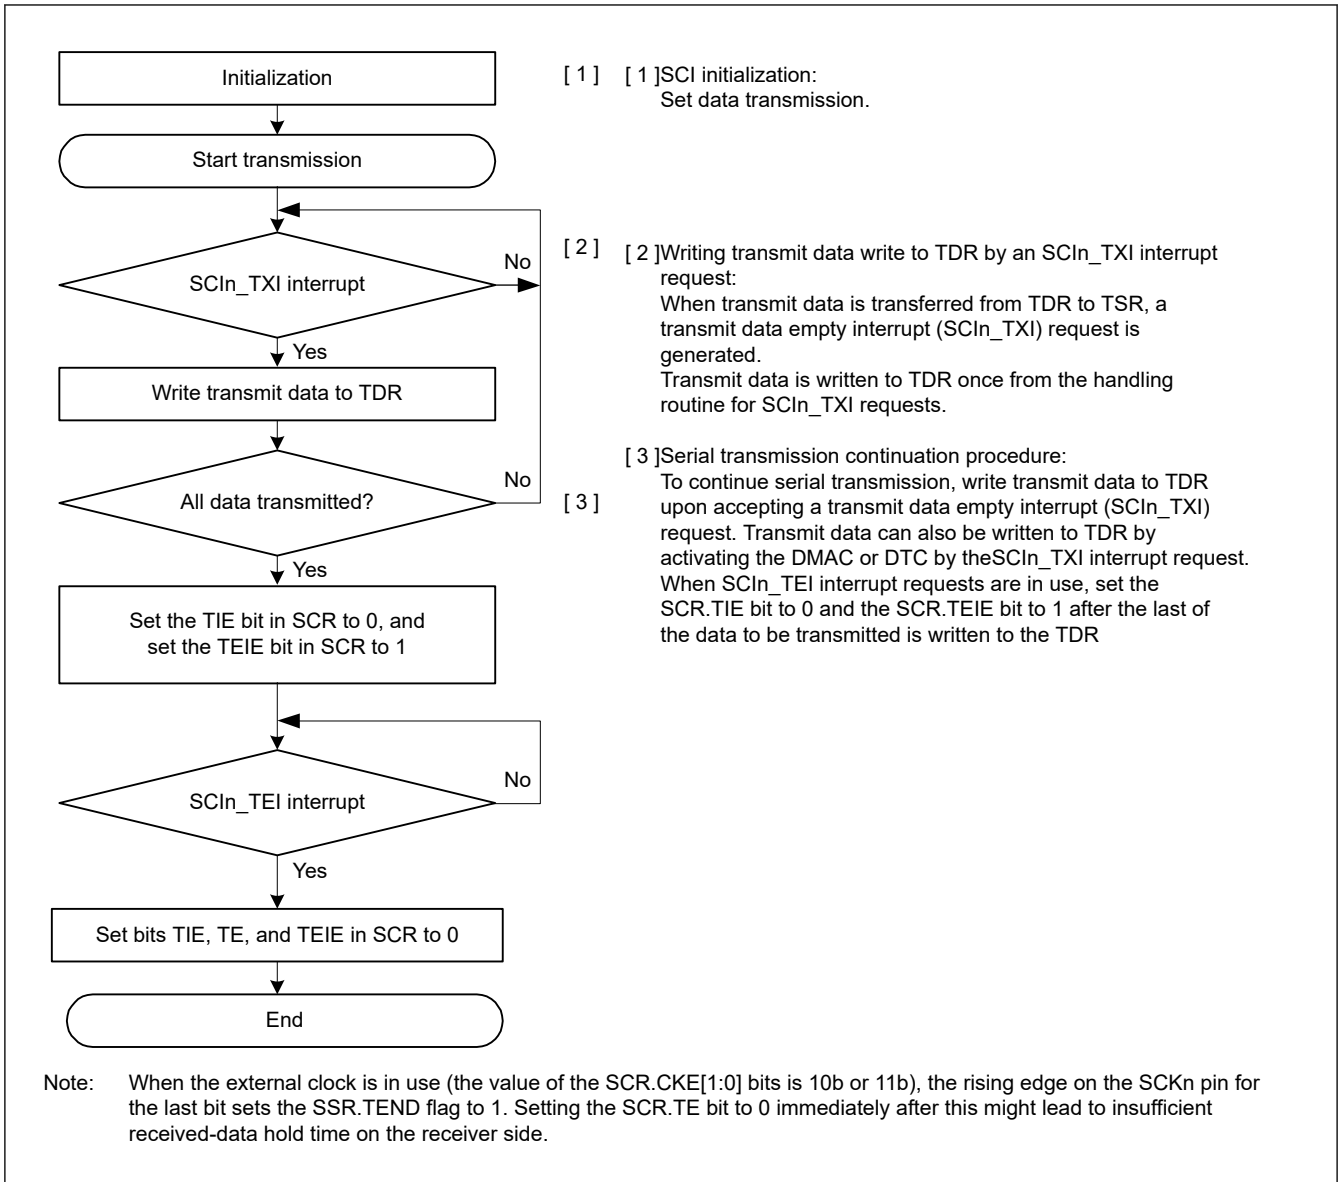 Initialization
[ 1 ]
[ 1 ]SCI initialization:
Set data transmission.
Start transmission
SCIn_TXI interrupt
No
Yes
[ 2 ]
[ 2 ]Writing transmit data write to TDR by an SCIn_TXI interrupt
request:
When transmit data is transferred from TDR to TSR, a
transmit data empty interrupt (SCIn_TXI) request is
generated.
Transmit data is written to TDR once from the handling
routine for SCIn_TXI requests.
Write transmit data to TDR
All data transmitted?
No
Yes
[ 3 ]
[ 3 ]Serial transmission continuation procedure:
To continue serial transmission, write transmit data to TDR
upon accepting a transmit data empty interrupt (SCIn_TXI)
request. Transmit data can also be written to TDR by
activating the DMAC or DTC by theSCIn_TXI interrupt request.
When SCIn_TEI interrupt requests are in use, set the
SCR.TIE bit to 0 and the SCR.TEIE bit to 1 after the last of
the data to be transmitted is written to the TDR
Set the TIE bit in SCR to 0, and
set the TEIE bit in SCR to 1
SCIn_TEI interrupt
No
Yes
Set bits TIE, TE, and TEIE in SCR to 0
End
Note: When the external clock is in use (the value of the SCR.CKE[1:0] bits is 10b or 11b), the rising edge on the SCKn pin for
the last bit sets the SSR.TEND flag to 1. Setting the SCR.TE bit to 0 immediately after this might lead to insufficient
received-data hold time on the receiver side.